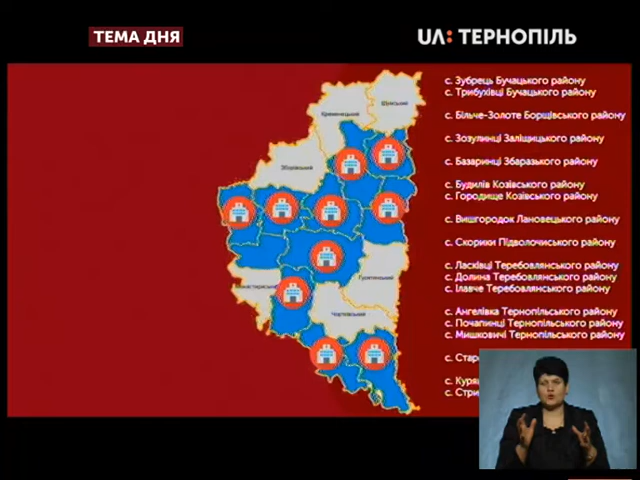 ТЕМА ДНЯ
UA: ТЕРНОПІЛЬ
с. Зубрець Бучацького району
с. Трибухівці Бучацького району
с. Більче-Золоте Борщівського району
с. Зозулинці Заліщицького району
с. Базаринці Збаразького району
с. Будилів Козівського району
с. Городище Козівського району
с. Вишгородок Лановецького району
с. Скорики Підволочиського району
с. Ласківці Теребовлянського району
с. Долина Теребовлянського району
с. Ілавче Теребовлянського району
с. Ангелівка Тернопільського району
с. Почапинці Тернопільського району
с. Мишковичі Тернопільського району
с.
с.
с.
Шумський
Кременецький
Зборівський
Гусятинський
Чортківський